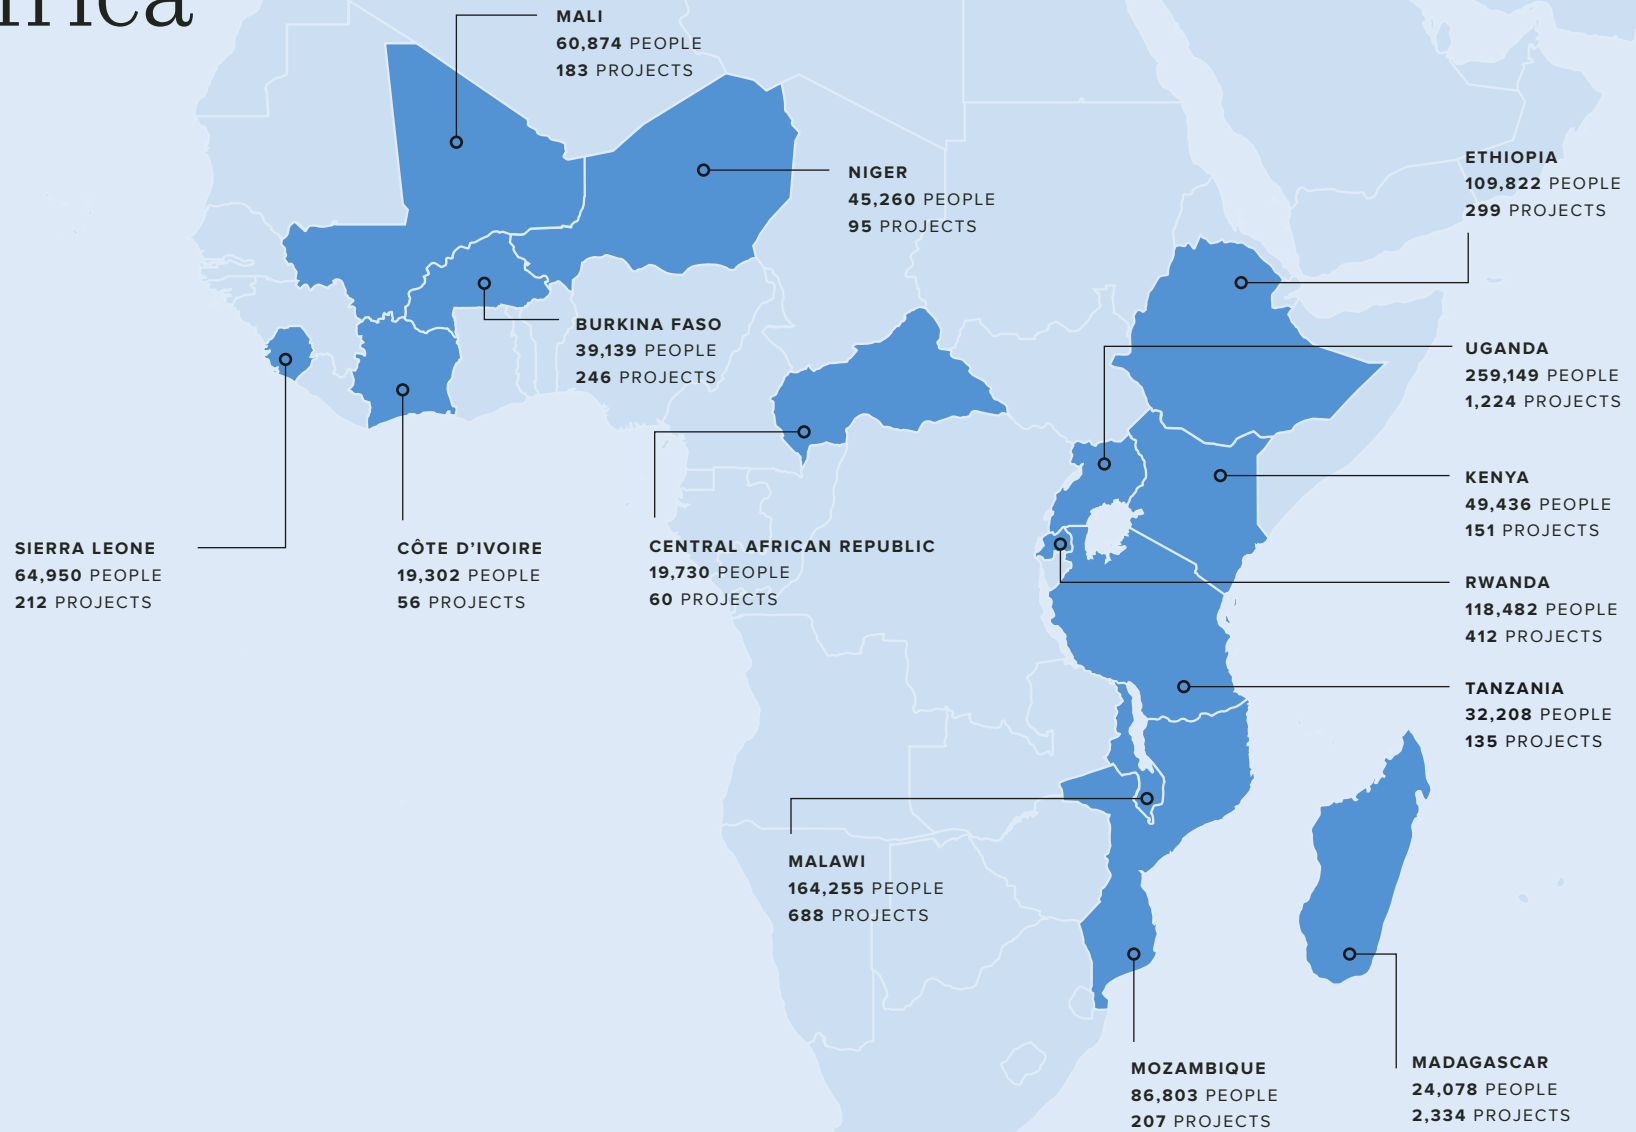 MALI
60,874 PEOPLE
183 PROJECTS
NIGER
45,260 PEOPLE
95 PROJECTS
ETHIOPIA
109,822 PEOPLE
299 PROJECTS
BURKINA FASO
39,139 PEOPLE
246 PROJECTS
UGANDA
259,149 PEOPLE
1,224 PROJECTS
KENYA
49,436 PEOPLE
151 PROJECTS
SIERRA LEONE
64,950 PEOPLE
212 PROJECTS
CÔTE D’IVOIRE
19,302 PEOPLE
56 PROJECTS
CENTRAL AFRICAN REPUBLIC
19,730 PEOPLE
60 PROJECTS
RWANDA
118,482 PEOPLE
412 PROJECTS
TANZANIA
32,208 PEOPLE
135 PROJECTS
MALAWI
164,255 PEOPLE
688 PROJECTS
MOZAMBIQUE
86,803 PEOPLE
207 PROJECTS
MADAGASCAR
24,078 PEOPLE
2,334 PROJECTS